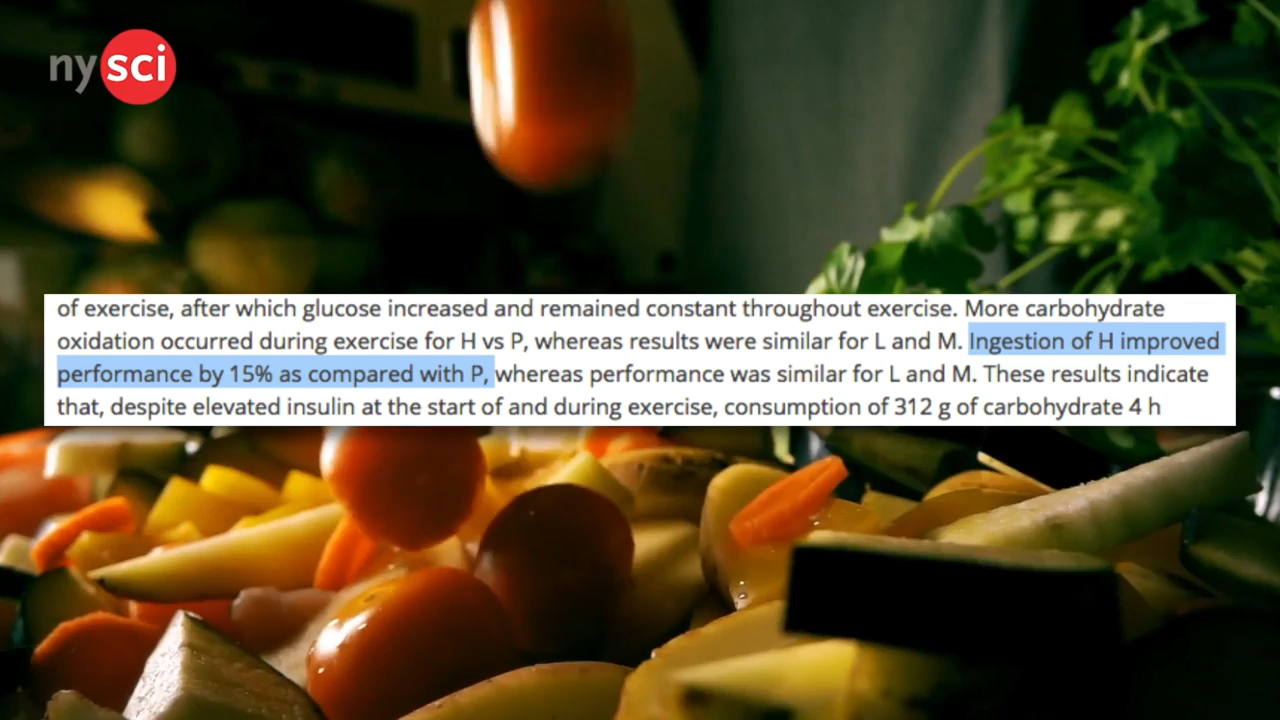 nysci
of exercise, after which glucose increased and remained constant throughout exercise. More carbohydrate
oxidation occurred during exercise for H vs P, whereas results were similar for L and M. Ingestion of H improved
performance by 15% as compared with P, whereas performance was similar for L and M. These results indicate
that, despite elevated insulin at the start of and during exercise, consumption of 312 g of carbohydrate 4 h